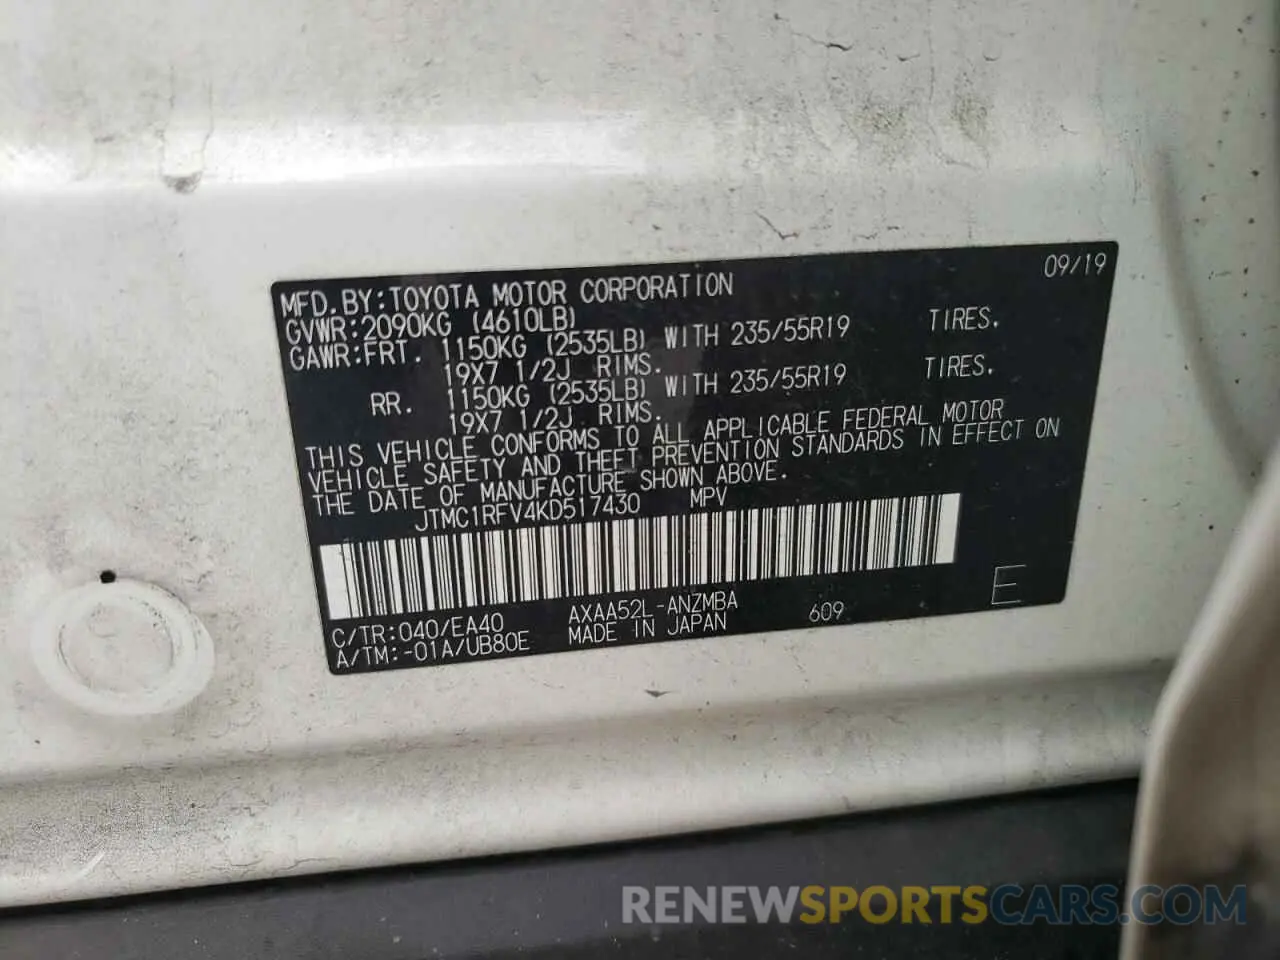 09/19
MFD.BY:TOYOTA MOTOR CORPORATION
GVWR:2090KG (4610LB)
GAWR:FRT. 1150KG (2535LB) WITH 235/55R19 TIRES.
19X7 1/2J RIMS.
RR. 1150KG (2535LB) WITH 235/55R19 TIRES.
19X7 1/2J RIMS.
THIS VEHICLE CONFORMS TO ALL APPLICABLE FEDERAL MOTOR
VEHICLE SAFETY AND THEFT PREVENTION STANDARDS IN EFFECT ON
THE DATE OF MANUFACTURE SHOWN ABOVE.
JTMC1RFV4KD517430 MPV
C/TR:040/EA40 AXAA52L-ANZMBA 609 E
A/TM:-01A/UB80E MADE IN JAPAN
RENEWSPORTSCARS.COM